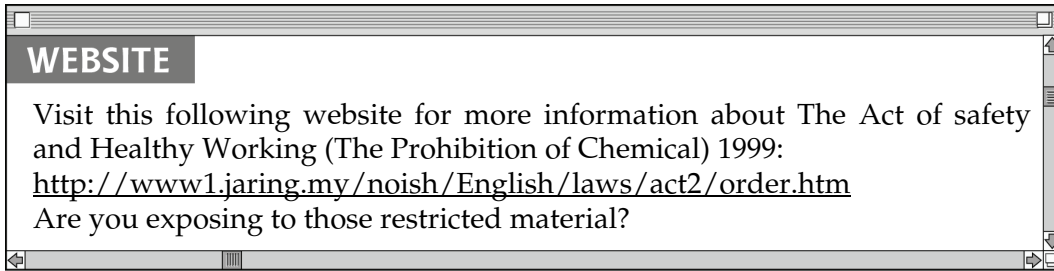 WEBSITE
Visit this following website for more information about The Act of safety
and Healthy Working (The Prohibition of Chemical) 1999:
http://www1.jaring.my/noish/English/laws/act2/order.htm
Are you exposing to those restricted material?